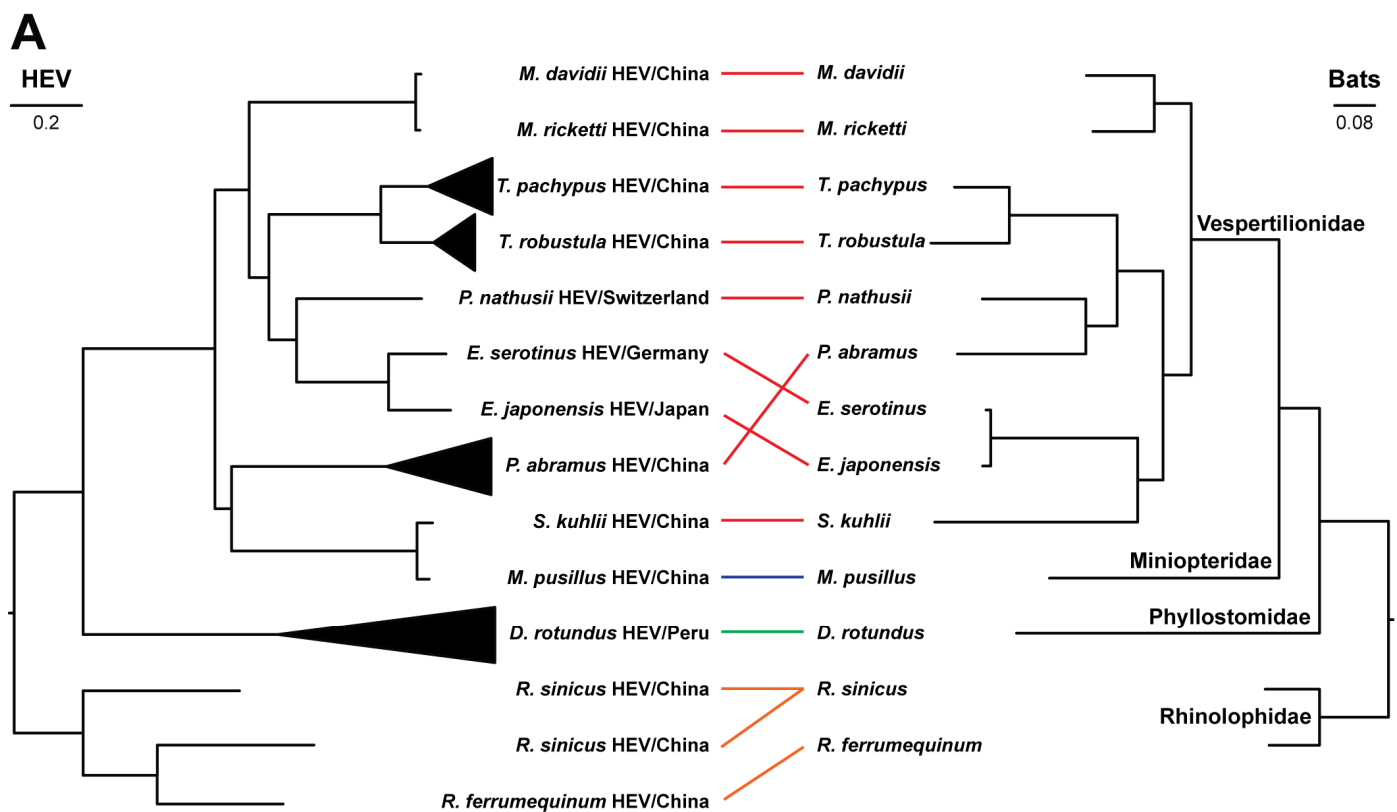 A
HEV
0.2
Bats
0.08
M. davidii HEV/China M. davidii
M. ricketti HEV/China M. ricketti
T. pachypus HEV/China T. pachypus
T. robustula HEV/China T. robustula
Vespertilionidae
P. nathusii HEV/Switzerland P. nathusii
E. serotinus HEV/Germany P. abramus
E. japonensis HEV/Japan E. serotinus
P. abramus HEV/China E. japonensis
S. kuhlii HEV/China S. kuhlii
Miniopteridae
M. pusillus HEV/China M. pusillus
Phyllostomidae
D. rotundus HEV/Peru D. rotundus
R. sinicus HEV/China R. sinicus
Rhinolophidae
R. sinicus HEV/China R. ferrumequinum
R. ferrumequinum HEV/China